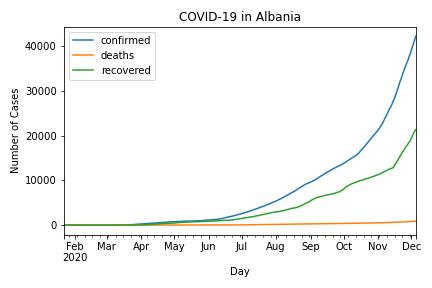 COVID-19 in Albania
confirmed
deaths
recovered
Number of Cases
40000
30000
20000
10000
0
Feb Mar Apr May Jun Jul Aug Sep Oct Nov Dec
2020
Day